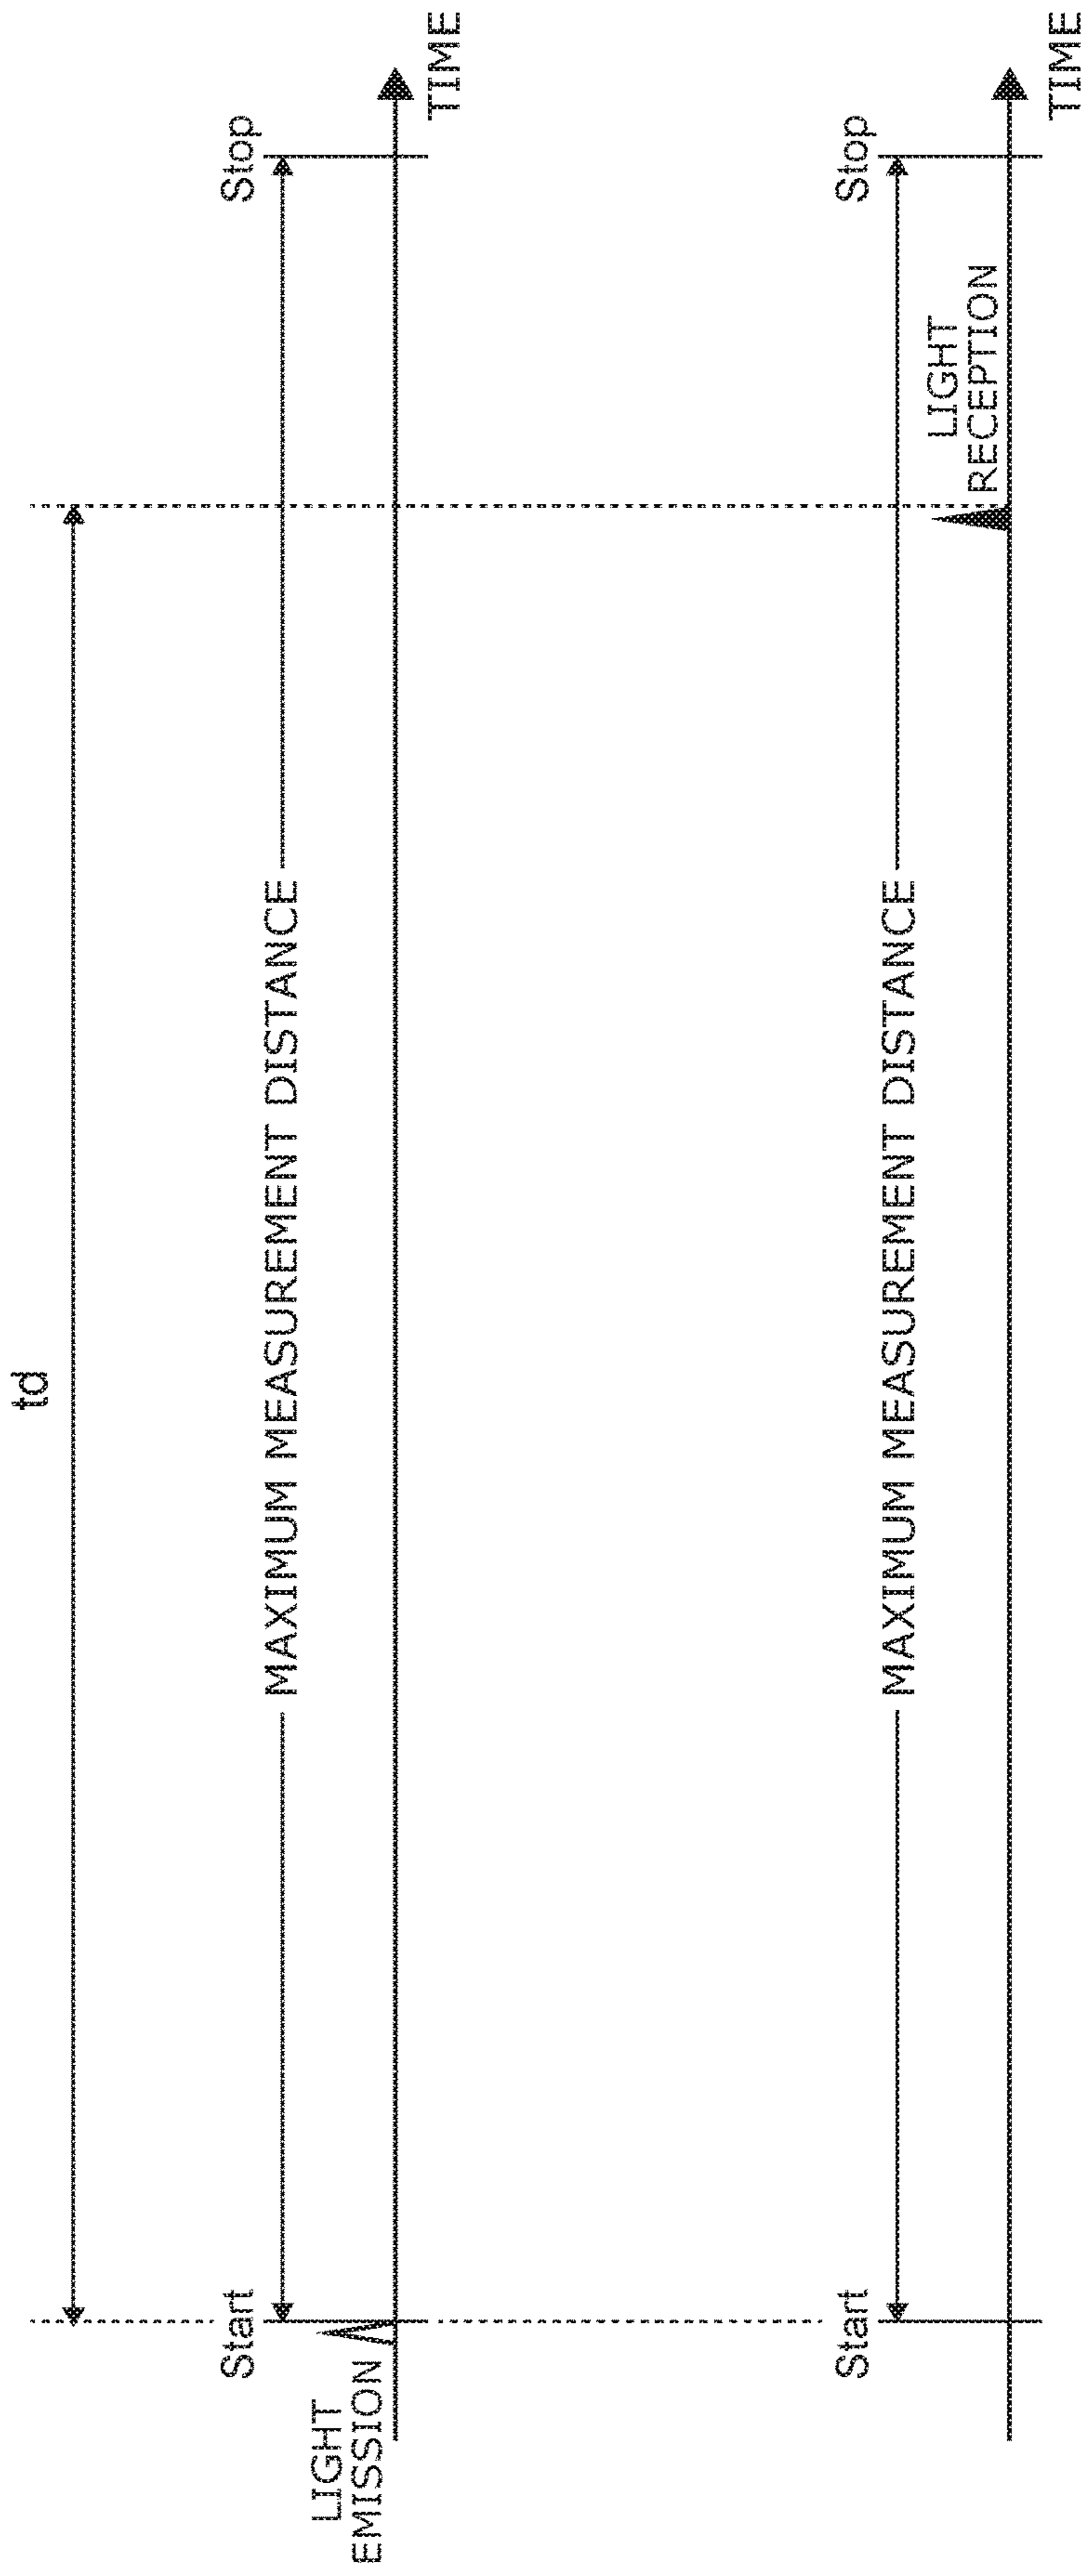 td
Start
Stop
MAXIMUM MEASUREMENT DISTANCE
LIGHT
EMISSION
TIME
Start
Stop
MAXIMUM MEASUREMENT DISTANCE
LIGHT
RECEPTION
TIME